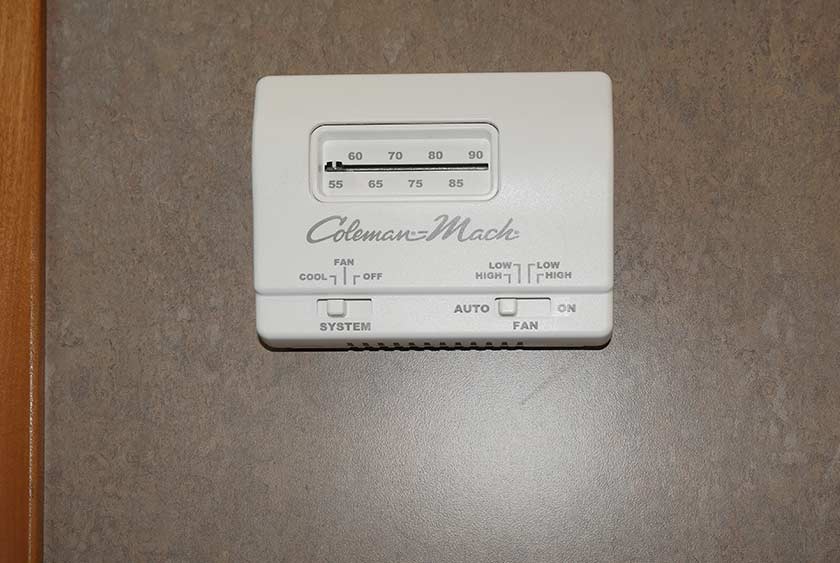 60 70 80 90
55 65 75 85
Coleman-Mach
FAN
COOL OFF
LOW LOW
HIGH HIGH
AUTO ON
SYSTEM FAN